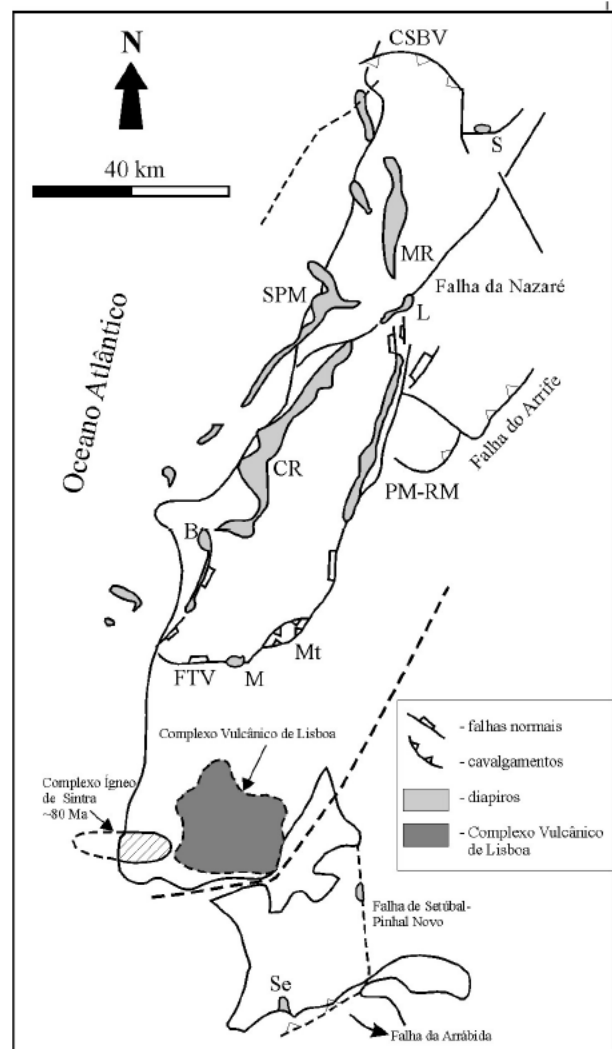 CSBV
N
S
40 km
MR
Falha da Nazaré
SPM
L
Oceano Atlântico
Falha do Arrife
CR
PM-RM
B
Mt
FTV
M
Complexo Vulcânico de Lisboa
- falhas normais
- cavalgamentos
- diapiros
- Complexo Vulcânico
de Lisboa
Complexo Ígneo
de Sintra
~80 Ma
Falha de Setúbal-
Pinhal Novo
Se
Falha da Arrábida